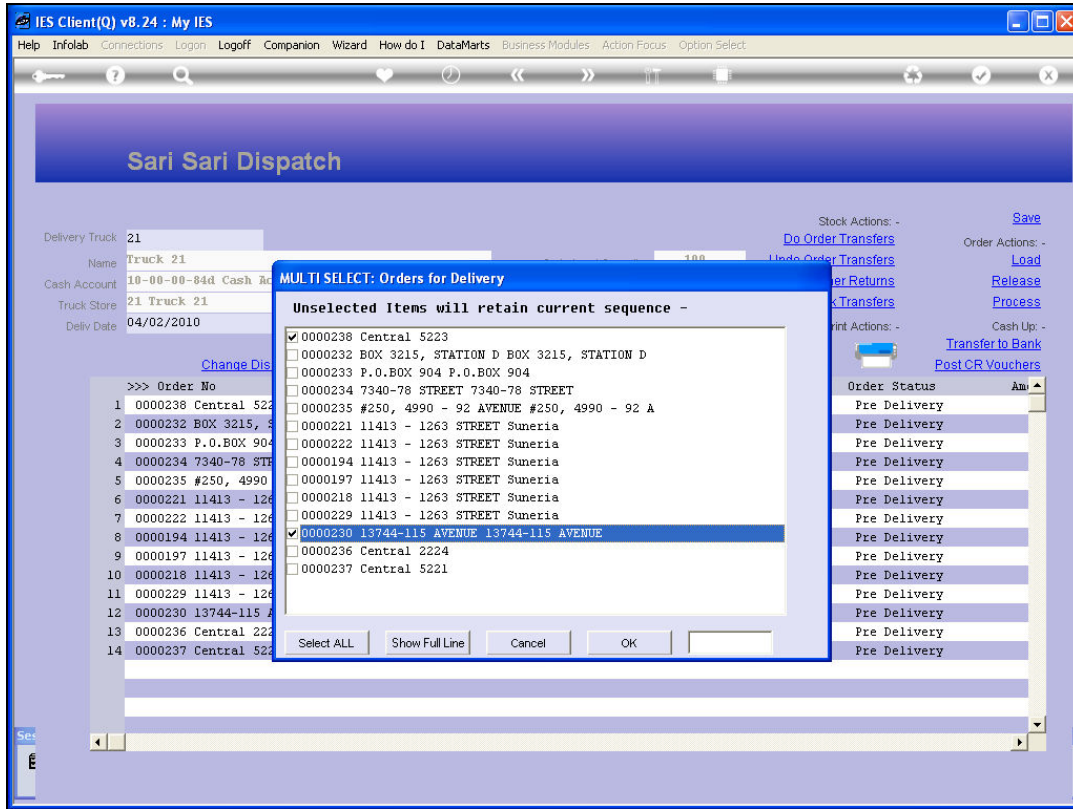 IES Client(Q) v8.24 : My IES
Help Infolab Connections Logon Logoff Companion Wizard How do I DataMarts Business Modules Action Focus Option Select
Sari Sari Dispatch
Stock Actions: - Save
Delivery Truck 21 Do Order Transfers Order Actions: -
Name Truck 21 100 Undo Order Transfers Load
Cash Account 10-00-00-84d Cash Ac er Returns Release
Truck Store 21 Truck 21 k Transfers Process
Deliv Date 04/02/2010 rint Actions: - Cash Up: -
Transfer to Bank
Change Dis Post CR Vouchers
>>> Order No Order Status Am
1 0000238 Central 522 Pre Delivery
2 0000232 BOX 3215, S Pre Delivery
3 0000233 P.O.BOX 904 Pre Delivery
4 0000234 7340-78 STR Pre Delivery
5 0000235 #250, 4990 Pre Delivery
6 0000221 11413 - 126 Pre Delivery
7 0000222 11413 - 126 Pre Delivery
8 0000194 11413 - 126 Pre Delivery
9 0000197 11413 - 126 Pre Delivery
10 0000218 11413 - 126 Pre Delivery
11 0000229 11413 - 126 Pre Delivery
12 0000230 13744-115 A Pre Delivery
13 0000236 Central 222 Pre Delivery
14 0000237 Central 522 Pre Delivery
MULTI SELECT: Orders for Delivery
Unselected Items will retain current sequence -
0000238 Central 5223
0000232 BOX 3215, STATION D BOX 3215, STATION D
0000233 P.O.BOX 904 P.O.BOX 904
0000234 7340-78 STREET 7340-78 STREET
0000235 #250, 4990 - 92 AVENUE #250, 4990 - 92 A
0000221 11413 - 1263 STREET Suneria
0000222 11413 - 1263 STREET Suneria
0000194 11413 - 1263 STREET Suneria
0000197 11413 - 1263 STREET Suneria
0000218 11413 - 1263 STREET Suneria
0000229 11413 - 1263 STREET Suneria
0000230 13744-115 AVENUE 13744-115 AVENUE
0000236 Central 2224
0000237 Central 5221
Select ALL Show Full Line Cancel OK
Ses